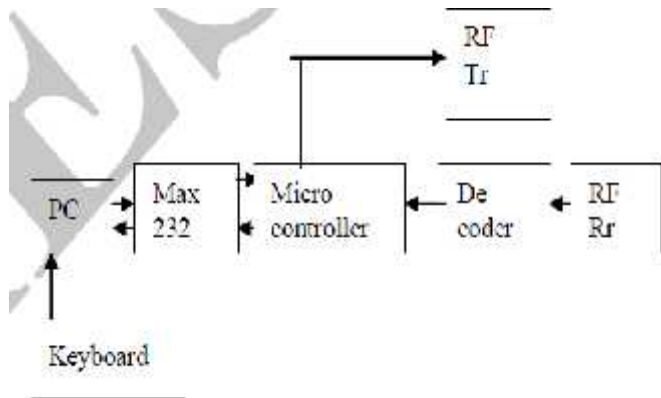 RF
Tr
PC
Max
232
Micro
controller
De
coder
RF
Rr
Keyboard